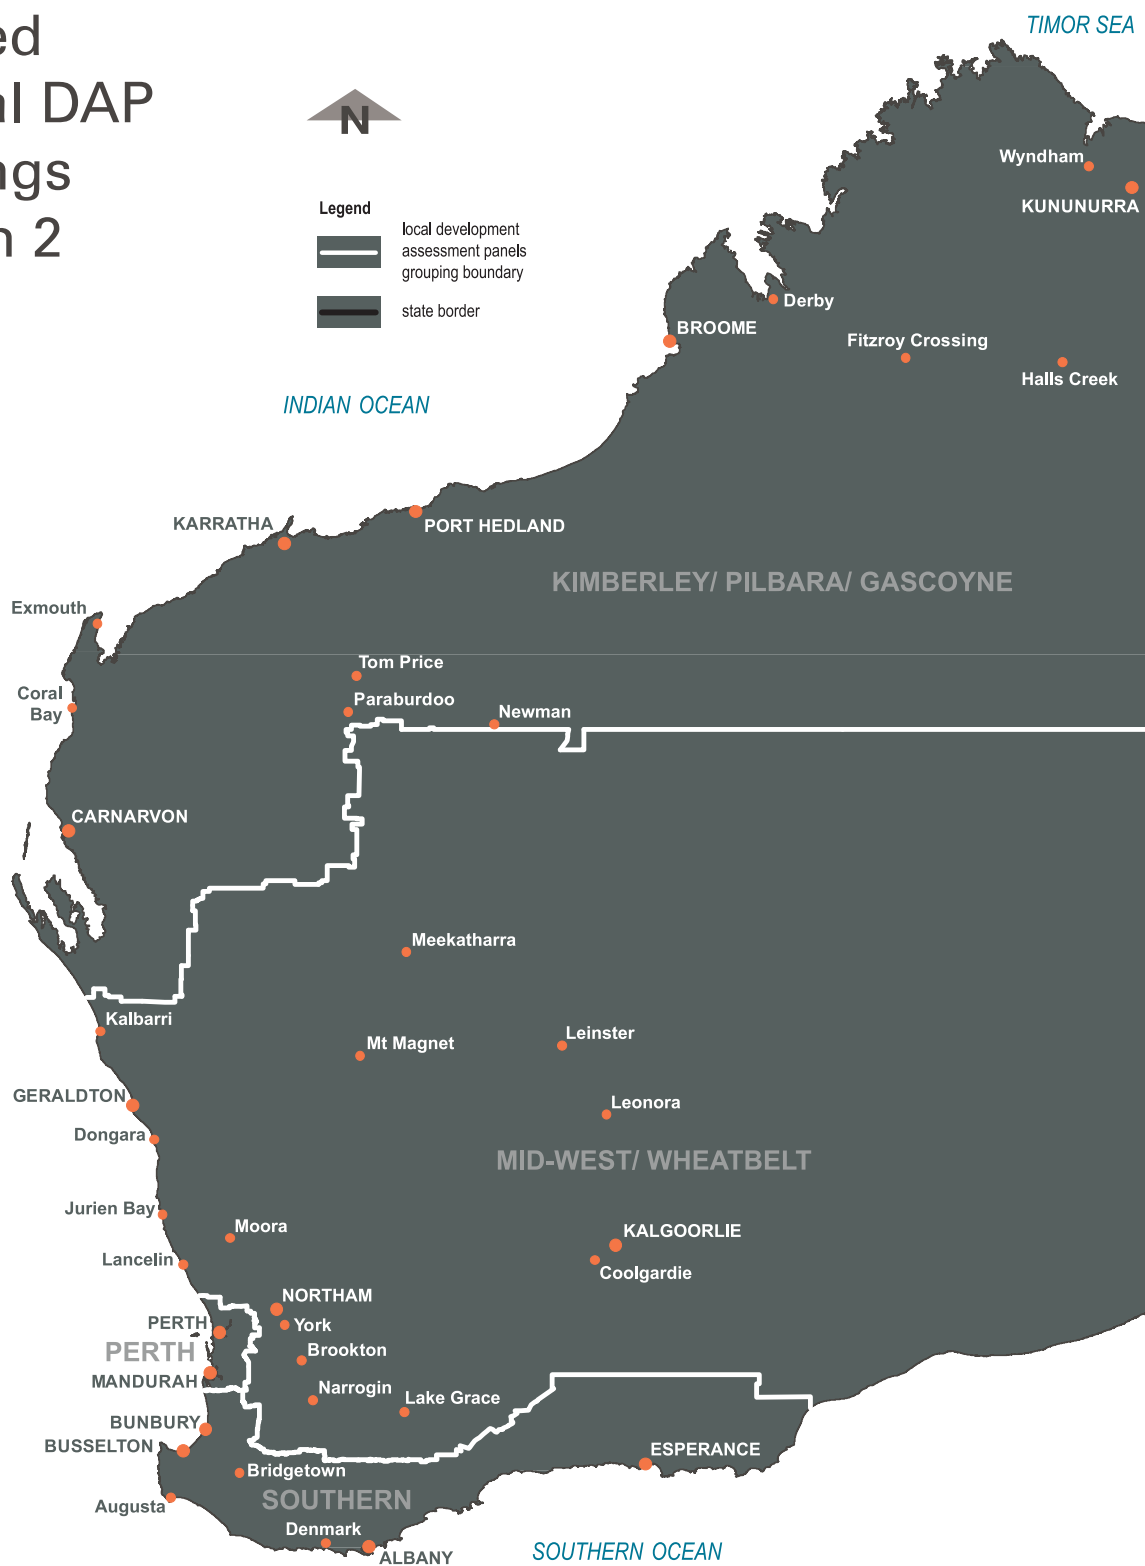 ed
al DAP
ngs
n 2
TIMOR SEA
N
Legend
local development
assessment panels
grouping boundary
state border
Wyndham
KUNUNURRA
Derby
BROOME
Fitzroy Crossing
Halls Creek
INDIAN OCEAN
KARRATHA
PORT HEDLAND
KIMBERLEY/ PILBARA/ GASCOYNE
Exmouth
Tom Price
Coral
Bay
Paraburdoo
Newman
CARNARVON
Meekatharra
Kalbarri
Mt Magnet
Leinster
GERALDTON
Leonora
Dongara
MID-WEST/ WHEATBELT
Jurien Bay
Moora
KALGOORLIE
Lancelin
Coolgardie
NORTHAM
PERTH
York
PERTH
Brookton
MANDURAH
Narrogin
Lake Grace
BUNBURY
BUSSELTON
ESPERANCE
Bridgetown
Augusta
SOUTHERN
Denmark
ALBANY
SOUTHERN OCEAN